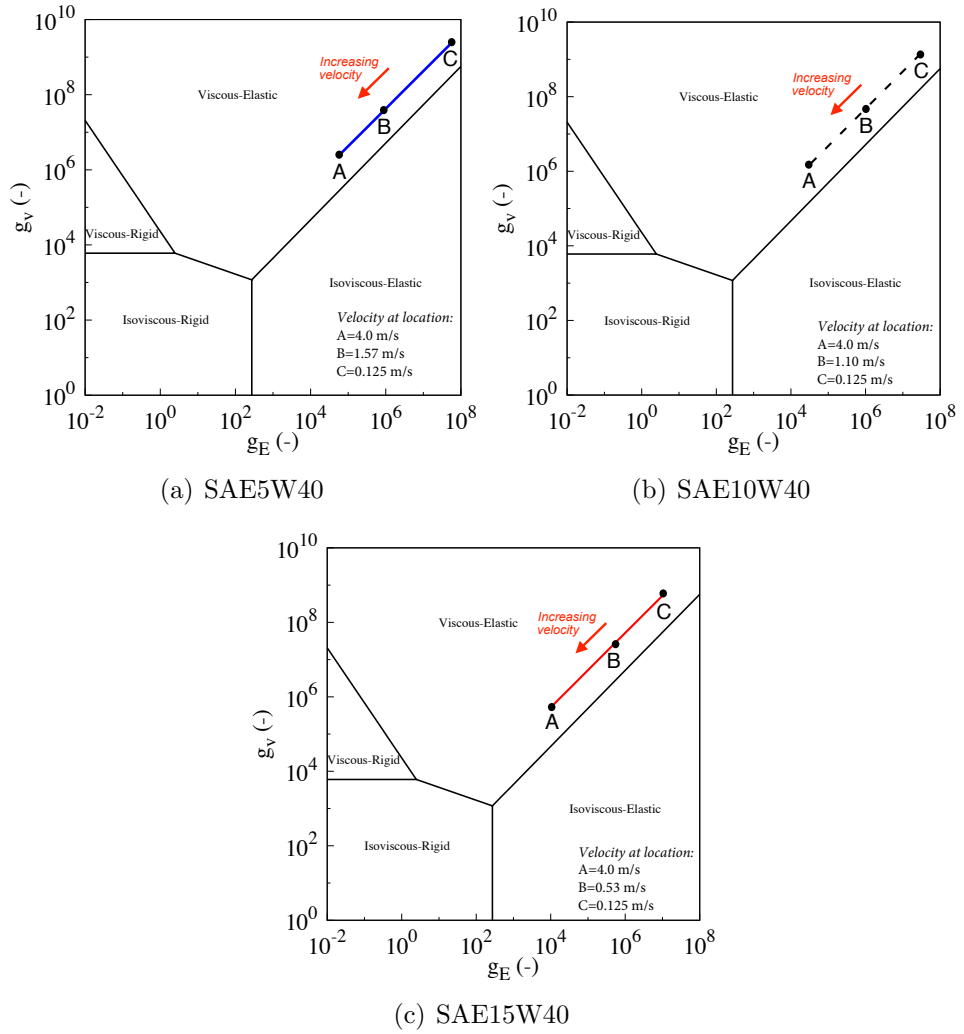 10^10
10^8
10^6
10^4
10^2
10^0
g_v (-)
Increasing
velocity
C
B
A
Viscous-Elastic
Viscous-Rigid
Isoviscous-Rigid
Isoviscous-Elastic
Velocity at location:
A=4.0 m/s
B=1.57 m/s
C=0.125 m/s
10^-2 10^0 10^2 10^4 10^6 10^8
g_E (-)
(a) SAE5W40
10^10
10^8
10^6
10^4
10^2
10^0
g_v (-)
Increasing
velocity
C
B
A
Viscous-Elastic
Viscous-Rigid
Isoviscous-Rigid
Isoviscous-Elastic
Velocity at location:
A=4.0 m/s
B=1.10 m/s
C=0.125 m/s
10^-2 10^0 10^2 10^4 10^6 10^8
g_E (-)
(b) SAE10W40
10^10
10^8
10^6
10^4
10^2
10^0
g_v (-)
Increasing
velocity
C
B
A
Viscous-Elastic
Viscous-Rigid
Isoviscous-Rigid
Isoviscous-Elastic
Velocity at location:
A=4.0 m/s
B=0.53 m/s
C=0.125 m/s
10^-2 10^0 10^2 10^4 10^6 10^8
g_E (-)
(c) SAE15W40